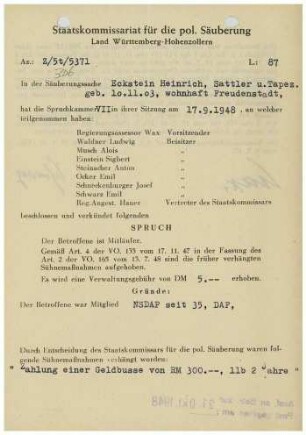 Staatskommissariat für die pol. Säuberung
Land Württemberg-Hohenzollern
Az.: Z/St/5371 L: 87
306
In der Säuberungssache Eckstein Heinrich, Sattler u.Tapez.
geb. 10.11.03, wohnhaft Freudenstadt,
hat die Spruchkammer VII in ihrer Sitzung am 17.9.1948, an welcher
teilgenommen haben:
Regierungsassessor Wax Vorsitzender
Waldner Ludwig Beisitzer
Musch Alois "
Einstein Sigbert "
Steinacher Anton "
Ocker Emil "
Schnekenburger Josef "
Schwarz Emil "
Reg.Angest. Vertreter des Staatskommissars
beschlossen und verkündet folgenden
SPRUCH
Der Betroffene ist Mitläufer.
Gemäß Art. 4 der VO. 133 vom 17. 11. 47 in der Fassung des
Art. 2 der VO. 165 vom 13. 7. 48 sind die früher verhängten
Sühnemaßnahmen aufgehoben.
Es wird eine Verwaltungsgebühr von DM 5.-- erhoben.
Gründe:
Der Betroffene war Mitglied NSDAP seit 35, DAF,
Durch Entscheidung des Staatskommissars für die pol. Säuberung waren fol-
gende Sühnemaßnahmen verhängt worden:
" Zahlung einer Geldbusse von RM 300.--, 11b 2 Jahre "
21 Okt 1948